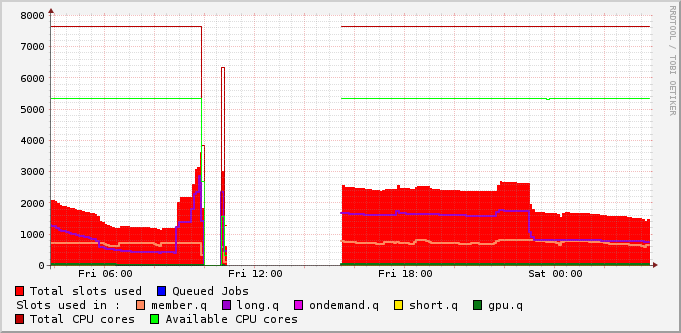 8000
7000
6000
5000
4000
3000
2000
1000
0
Fri 06:00 Fri 12:00 Fri 18:00 Sat 00:00
Total slots used Queued Jobs
Slots used in : member.q long.q ondemand.q short.q gpu.q
Total CPU cores Available CPU cores
RRDTOOL / TOBI OETIKER